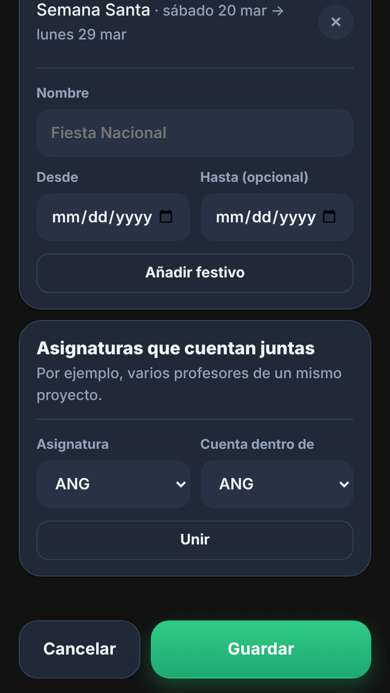 Semana Santa · sábado 20 mar →
lunes 29 mar
×
Nombre
Fiesta Nacional
Desde
Hasta (opcional)
mm/dd/yyyy
mm/dd/yyyy
Añadir festivo
Asignaturas que cuentan juntas
Por ejemplo, varios profesores de un mismo
proyecto.
Asignatura
Cuenta dentro de
ANG
ANG
Unir
Cancelar
Guardar